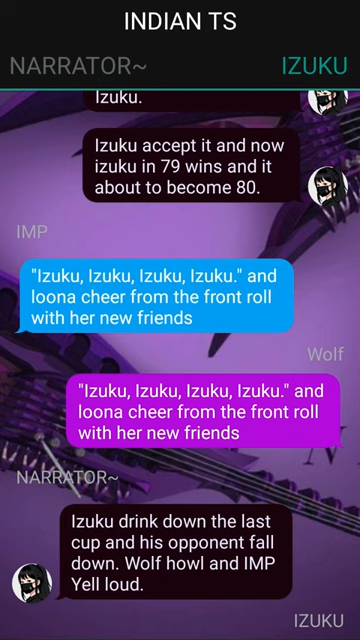 INDIAN TS
NARRATOR~ IZUKU
Izuku.
Izuku accept it and now
izuku in 79 wins and it
about to become 80.
IMP
"Izuku, Izuku, Izuku, Izuku." and
loona cheer from the front roll
with her new friends
Wolf
"Izuku, Izuku, Izuku, Izuku." and
loona cheer from the front roll
with her new friends
NARRATOR~
Izuku drink down the last
cup and his opponent fall
down. Wolf howl and IMP
Yell loud.
IZUKU